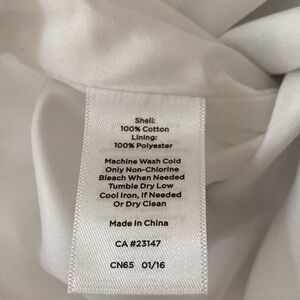 Shell:
100% Cotton
Lining:
100% Polyester
Machine Wash Cold
Only Non-Chlorine
Bleach When Needed
Tumble Dry Low
Cool Iron, If Needed
Or Dry Clean
Made In China
CA #23147
CN65 01/16